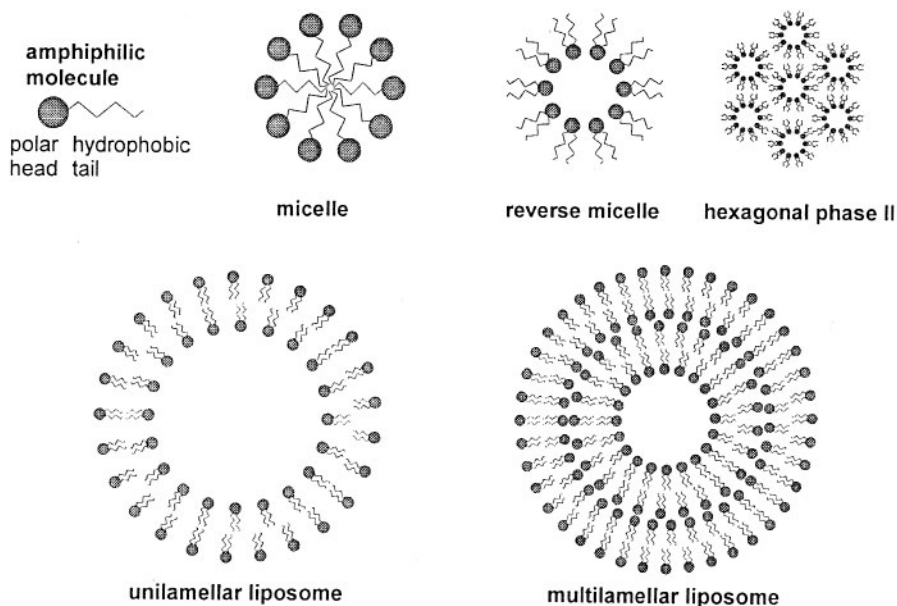 amphiphilic
molecule
polar hydrophobic
head tail
micelle
reverse micelle
hexagonal phase II
unilamellar liposome
multilamellar liposome